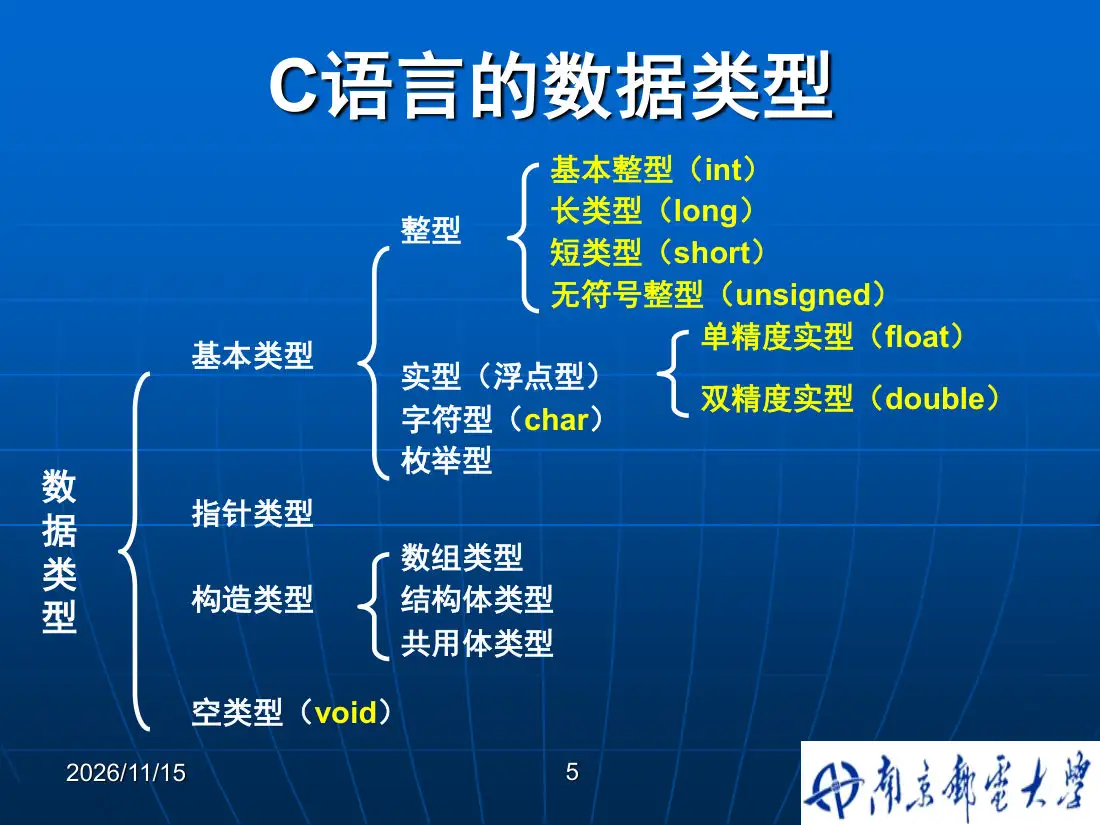 C语言的数据类型
基本整型（int）
长类型（long）
短类型（short）
无符号整型（unsigned）
整型
单精度实型（float）
双精度实型（double）
基本类型
实型（浮点型）
字符型（char）
枚举型
数据类型
指针类型
数组类型
构造类型
结构体类型
共用体类型
空类型（void）
2026/11/15
5
南京郵電大學